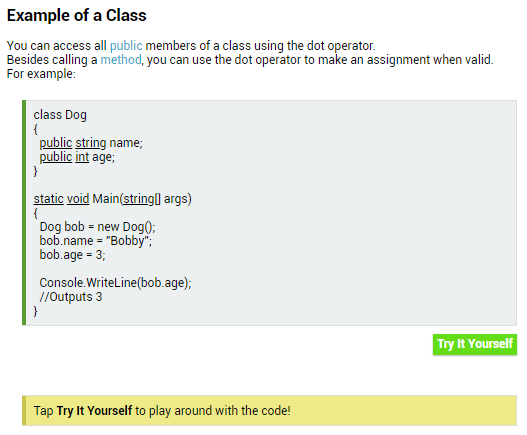 Example of a Class
You can access all public members of a class using the dot operator.
Besides calling a method, you can use the dot operator to make an assignment when valid.
For example:
class Dog
{
public string name;
public int age;
}
static void Main(string[] args)
{
Dog bob = new Dog();
bob.name = "Bobby";
bob.age = 3;
Console.WriteLine(bob.age);
//Outputs 3
}
Try It Yourself
Tap Try It Yourself to play around with the code!